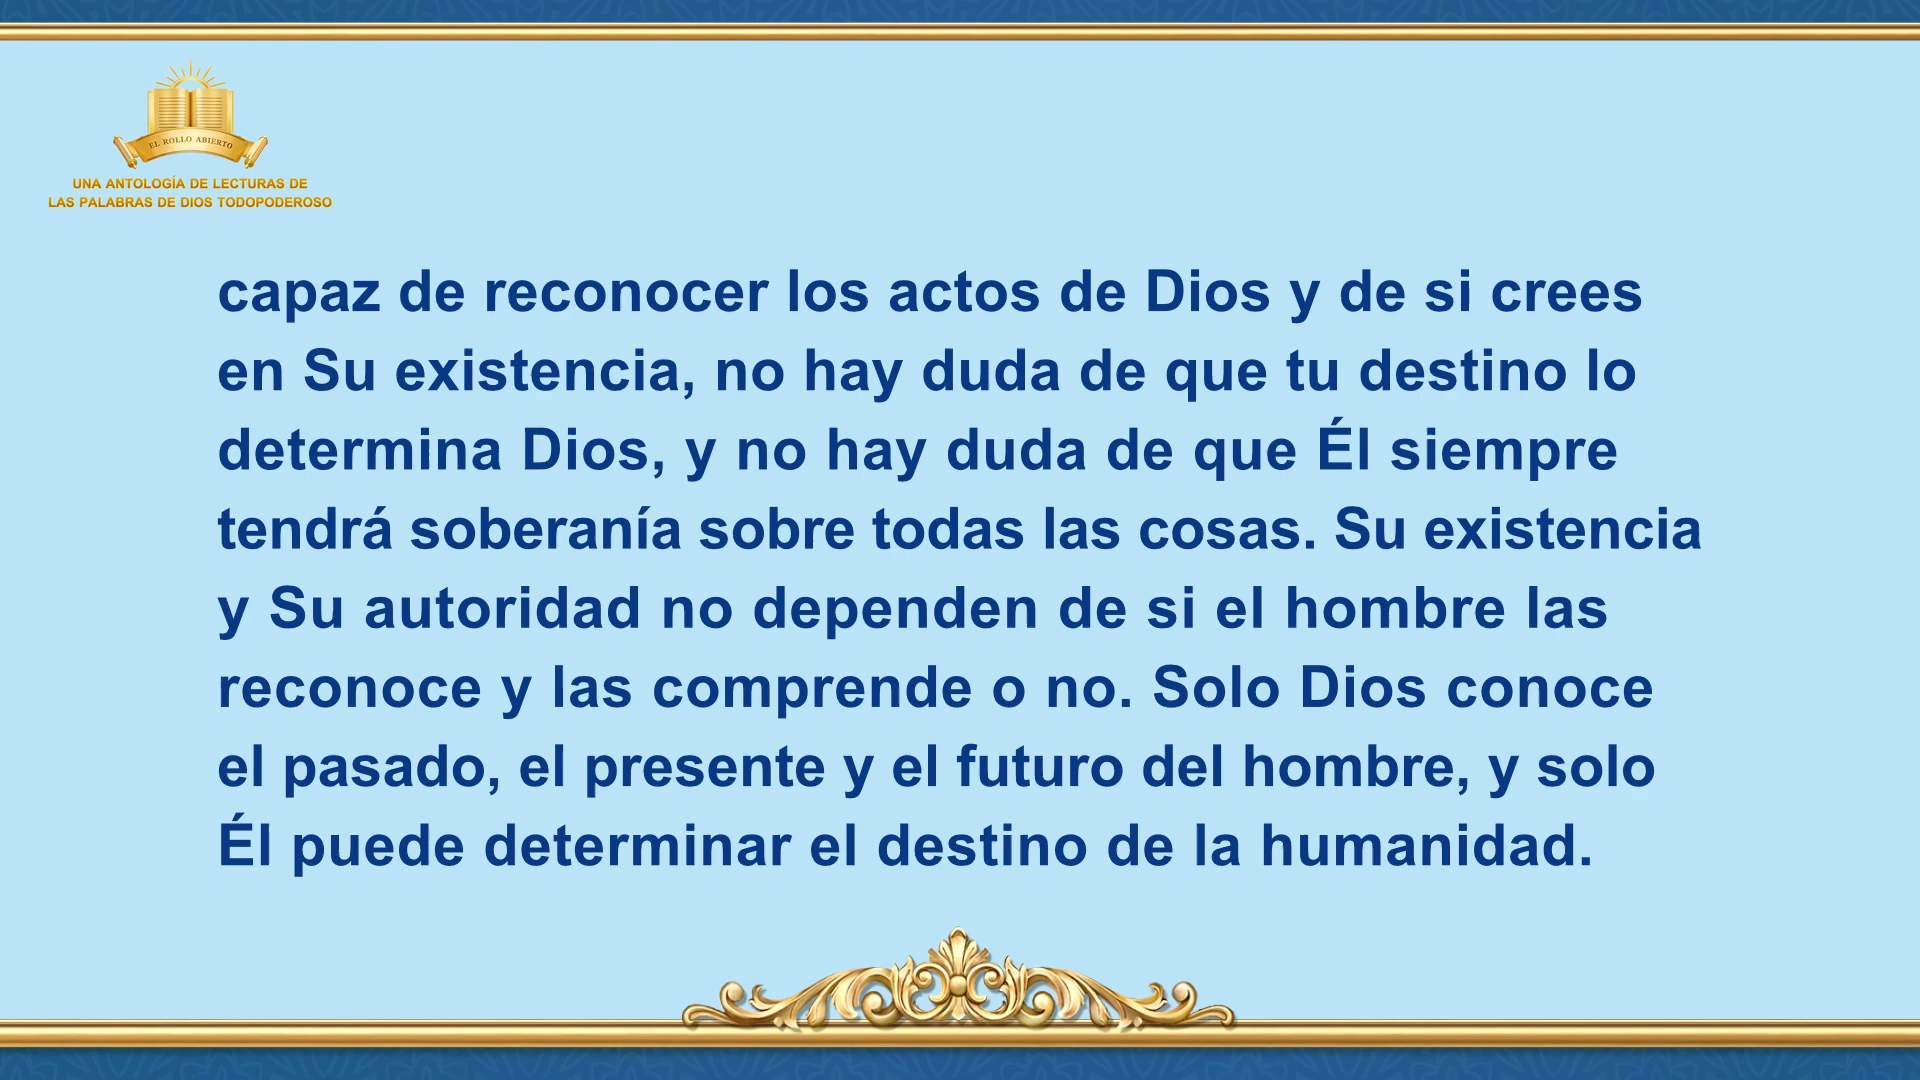 EL ROLLO ABIERTO
UNA ANTOLOGÍA DE LECTURAS DE
LAS PALABRAS DE DIOS TODOPODEROSO
capaz de reconocer los actos de Dios y de si crees
en Su existencia, no hay duda de que tu destino lo
determina Dios, y no hay duda de que Él siempre
tendrá soberanía sobre todas las cosas. Su existencia
y Su autoridad no dependen de si el hombre las
reconoce y las comprende o no. Solo Dios conoce
el pasado, el presente y el futuro del hombre, y solo
Él puede determinar el destino de la humanidad.